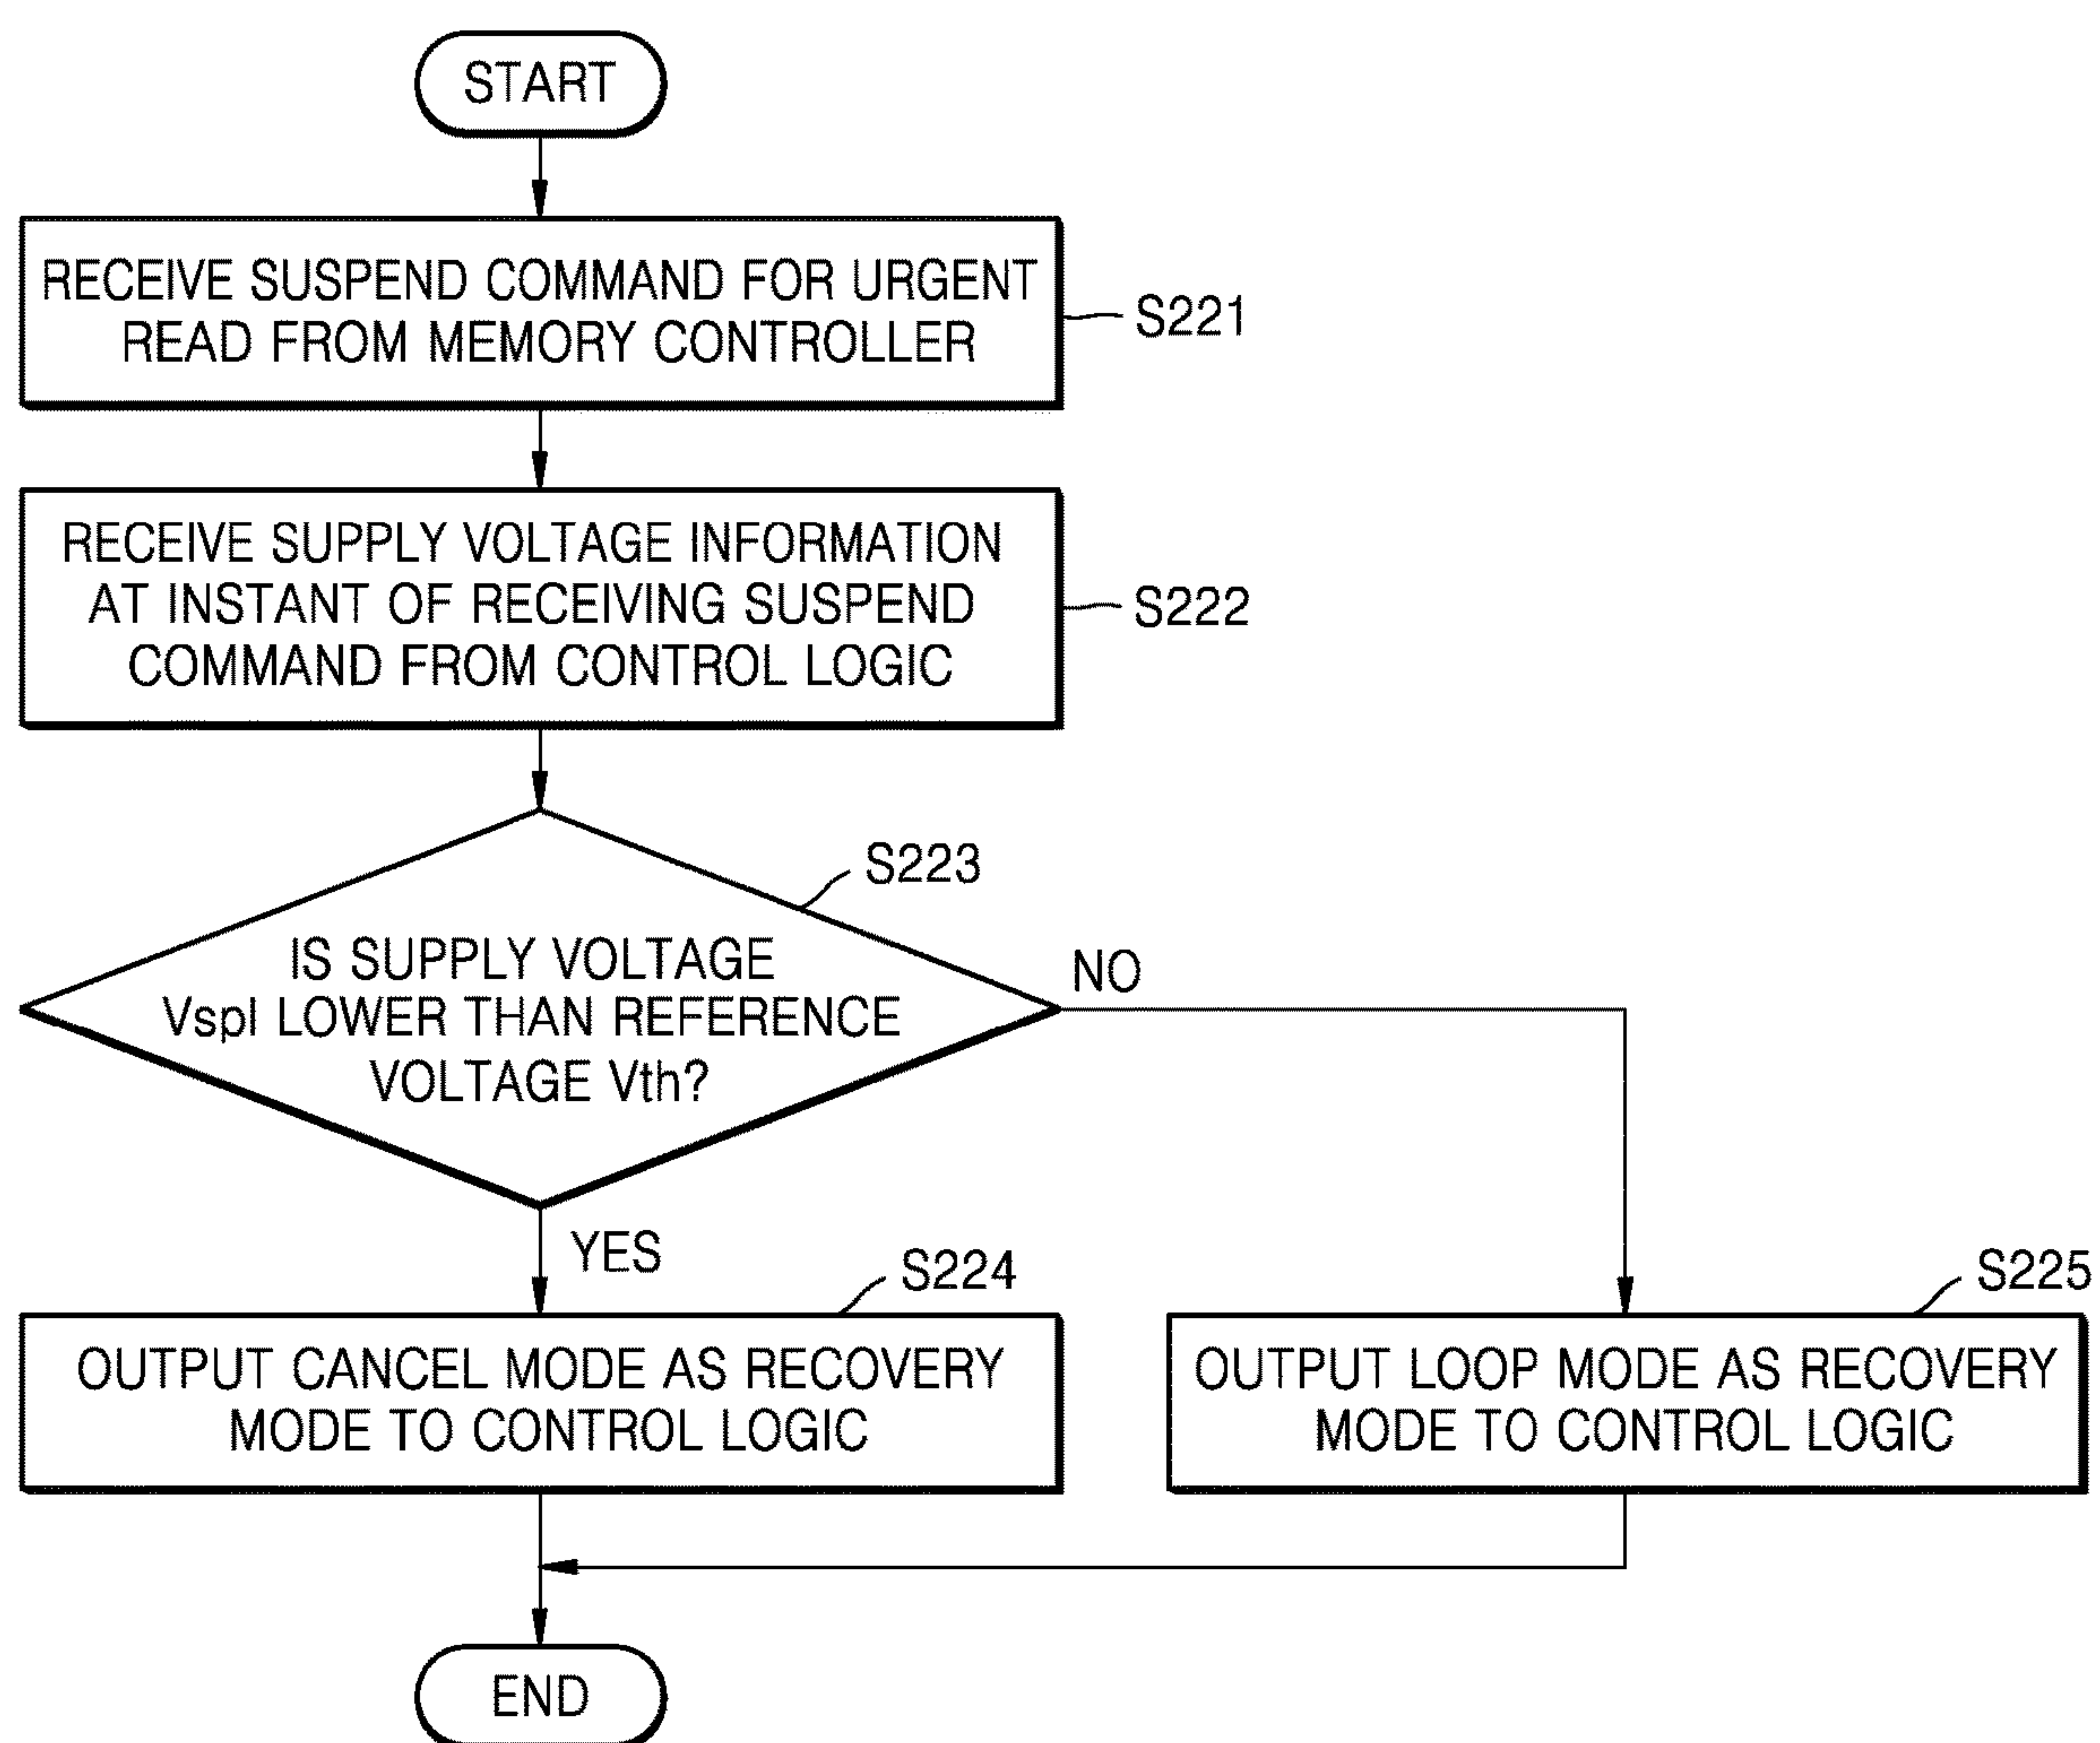 START
RECEIVE SUSPEND COMMAND FOR URGENT
READ FROM MEMORY CONTROLLER
S221
RECEIVE SUPPLY VOLTAGE INFORMATION
AT INSTANT OF RECEIVING SUSPEND
COMMAND FROM CONTROL LOGIC
S222
S223
IS SUPPLY VOLTAGE
Vspl LOWER THAN REFERENCE
VOLTAGE Vth?
NO
YES
S224
OUTPUT CANCEL MODE AS RECOVERY
MODE TO CONTROL LOGIC
S225
OUTPUT LOOP MODE AS RECOVERY
MODE TO CONTROL LOGIC
END